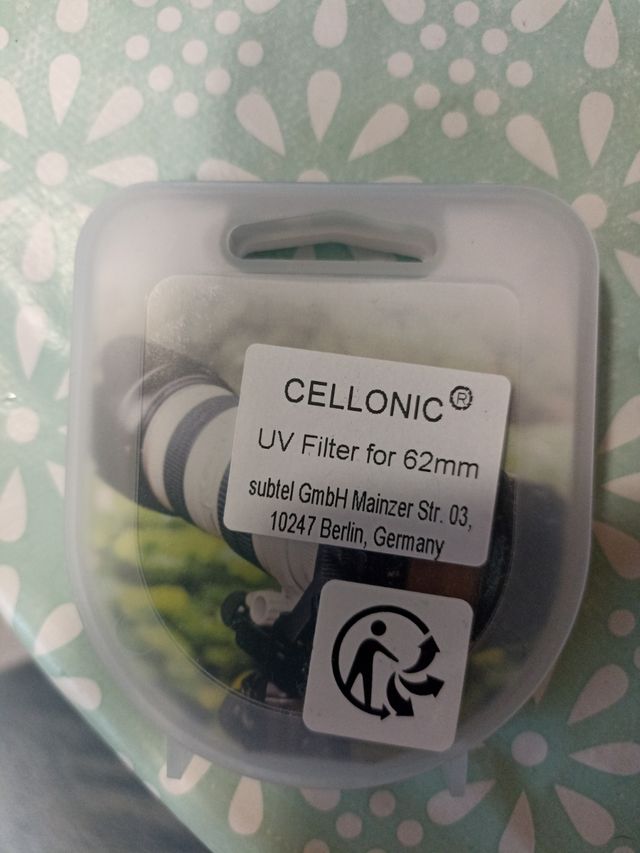 CELLONIC®
UV Filter for 62mm
subtel GmbH Mainzer Str. 03,
10247 Berlin, Germany